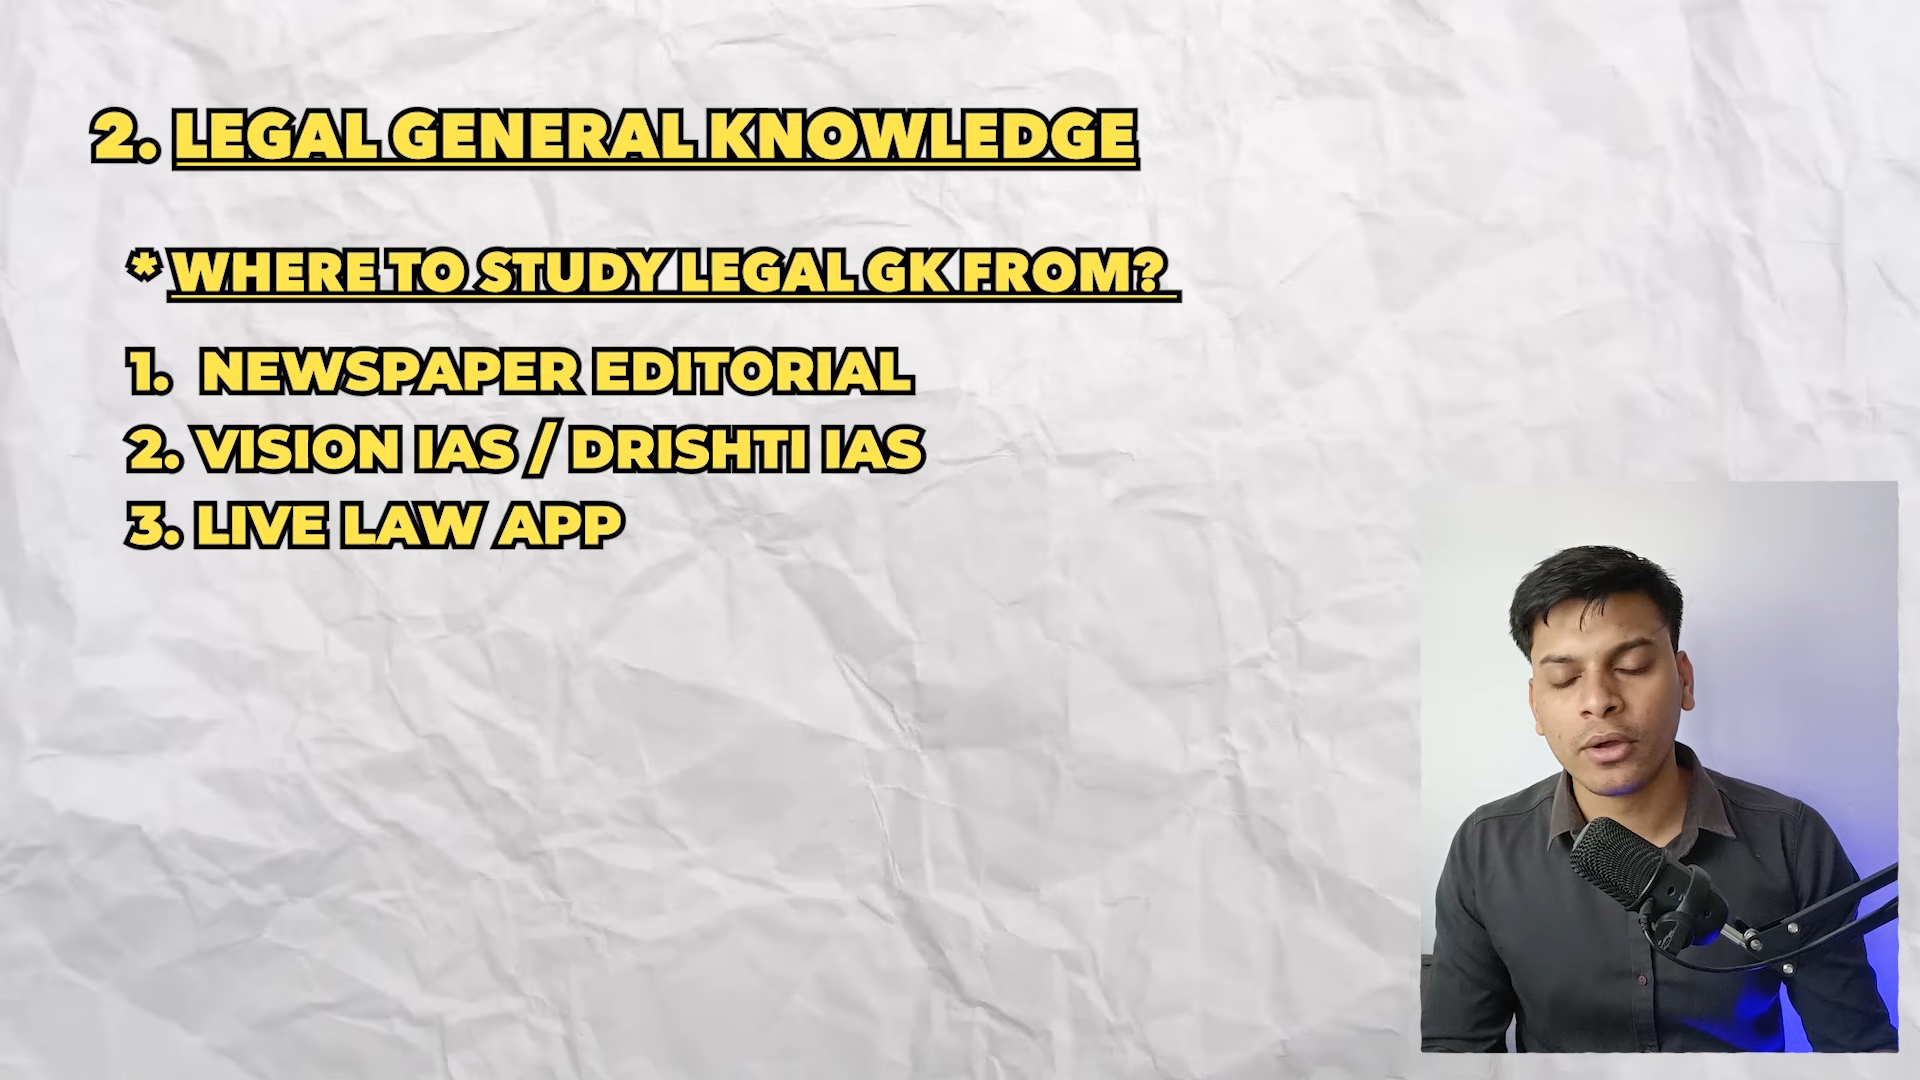 2. LEGAL GENERAL KNOWLEDGE
* WHERE TO STUDY LEGAL GK FROM?
1. NEWSPAPER EDITORIAL
2. VISION IAS / DRISHTI IAS
3. LIVE LAW APP